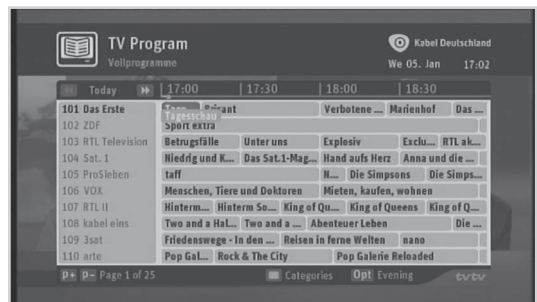 TV Program
Vollprogramme
Kabel Deutschland
We 05. Jan 17:02
Today 17:00 17:30 18:00 18:30
101 Das Erste Tage... Brisant Verbotene ... Marienhof Das ...
Tagesschau
102 ZDF Sport extra
103 RTL Television Betrugsfälle Unter uns Explosiv Exclu... RTL ak...
104 Sat. 1 Niedrig und K... Das Sat.1-Mag... Hand aufs Herz Anna und die ...
105 ProSieben taff N... Die Simpsons Die Simps...
106 VOX Menschen, Tiere und Doktoren Mieten, kaufen, wohnen
107 RTL II Hinterm... Hinterm So... King of Qu... King of Queens King of Q...
108 kabel eins Two and a Hal... Two and a ... Abenteuer Leben Die ...
109 3sat Friedenswege - In den ... Reisen in ferne Welten nano
110 arte Pop Gal... Rock & The City Pop Galerie Reloaded
P+ P- Page 1 of 25 Categories Opt Evening tvtv